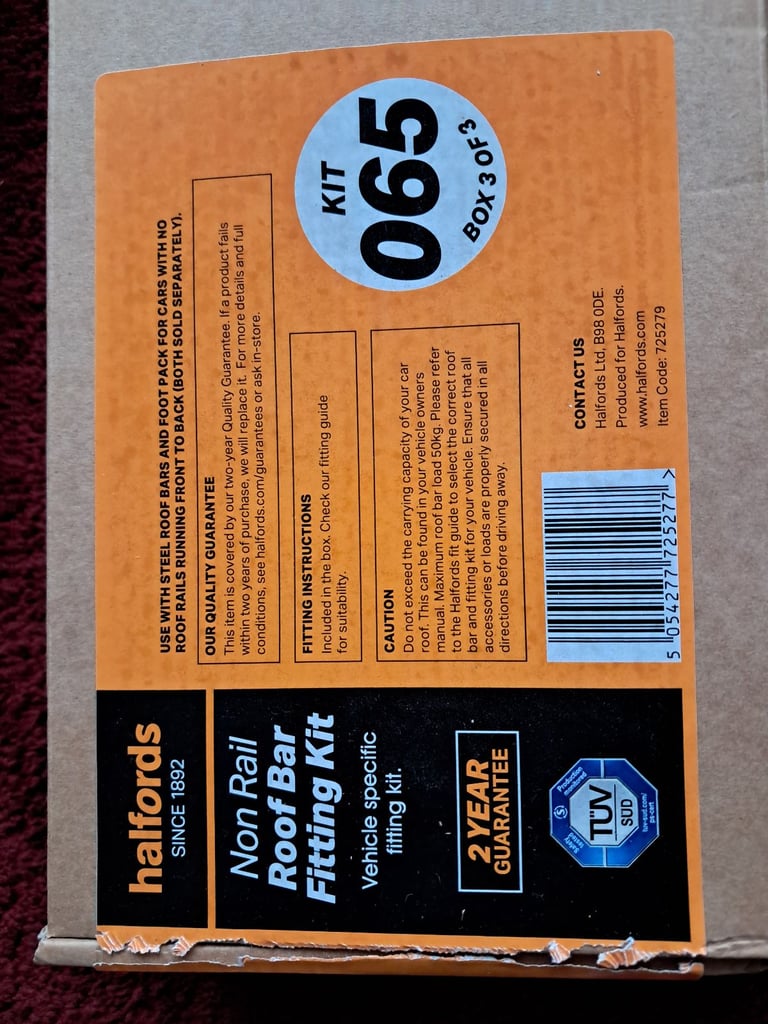 halfords
SINCE 1892
Non Rail
Roof Bar
Fitting Kit
Vehicle specific
fitting kit.
2 YEAR
GUARANTEE
Safety tested
Production monitored
TÜV
SUD
tuv-sud.com/
ps-cert
USE WITH STEEL ROOF BARS AND FOOT PACK FOR CARS WITH NO
ROOF RAILS RUNNING FRONT TO BACK (BOTH SOLD SEPARATELY).
OUR QUALITY GUARANTEE
This item is covered by our two-year Quality Guarantee. If a product fails
within two years of purchase, we will replace it. For more details and full
conditions, see halfords.com/guarantees or ask in-store.
FITTING INSTRUCTIONS
Included in the box. Check our fitting guide
for suitability.
CAUTION
Do not exceed the carrying capacity of your car
roof. This can be found in your vehicle owners
manual. Maximum roof bar load 50kg. Please refer
to the Halfords fit guide to select the correct roof
bar and fitting kit for your vehicle. Ensure that all
accessories or loads are properly secured in all
directions before driving away.
KIT
065
BOX 3 OF 3
5 054277 725277 >
CONTACT US
Halfords Ltd, B98 0DE.
Produced for Halfords.
www.halfords.com
Item Code: 725279